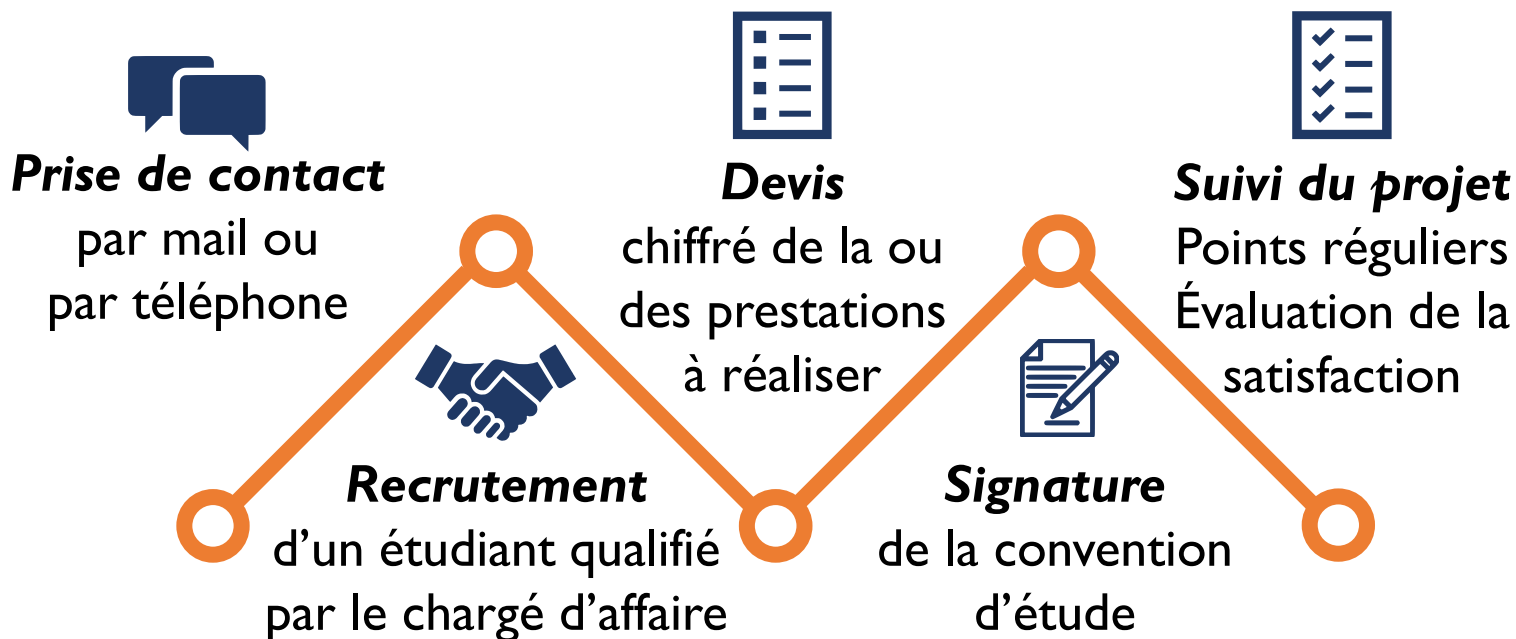 Prise de contact
par mail ou
par téléphone
Recrutement
d’un étudiant qualifié
par le chargé d’affaire
Devis
chiffré de la ou
des prestations
à réaliser
Signature
de la convention
d’étude
Suivi du projet
Points réguliers
Évaluation de la
satisfaction